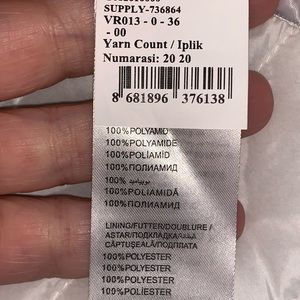 SUPPLY-736864
VR013 - 0 - 36
- 00
Yarn Count / Iplik
Numarasi: 20 20
8 681896 376138
100%POLYAMID
100%POLYAMIDE
100%POLİAMİD
100%ПОЛИАМИД
100%POLIAMIDĂ
100%ПОЛИАМИД
LINING/FUTTER/DOUBLURE/
ASTAR/ПОДКЛАДКА/بطانة/
CĂPTUŞEALĂ/ПОДПЛАТА
100%POLYESTER
100%POLYESTER
100%POLYESTER
100%POLİESTER